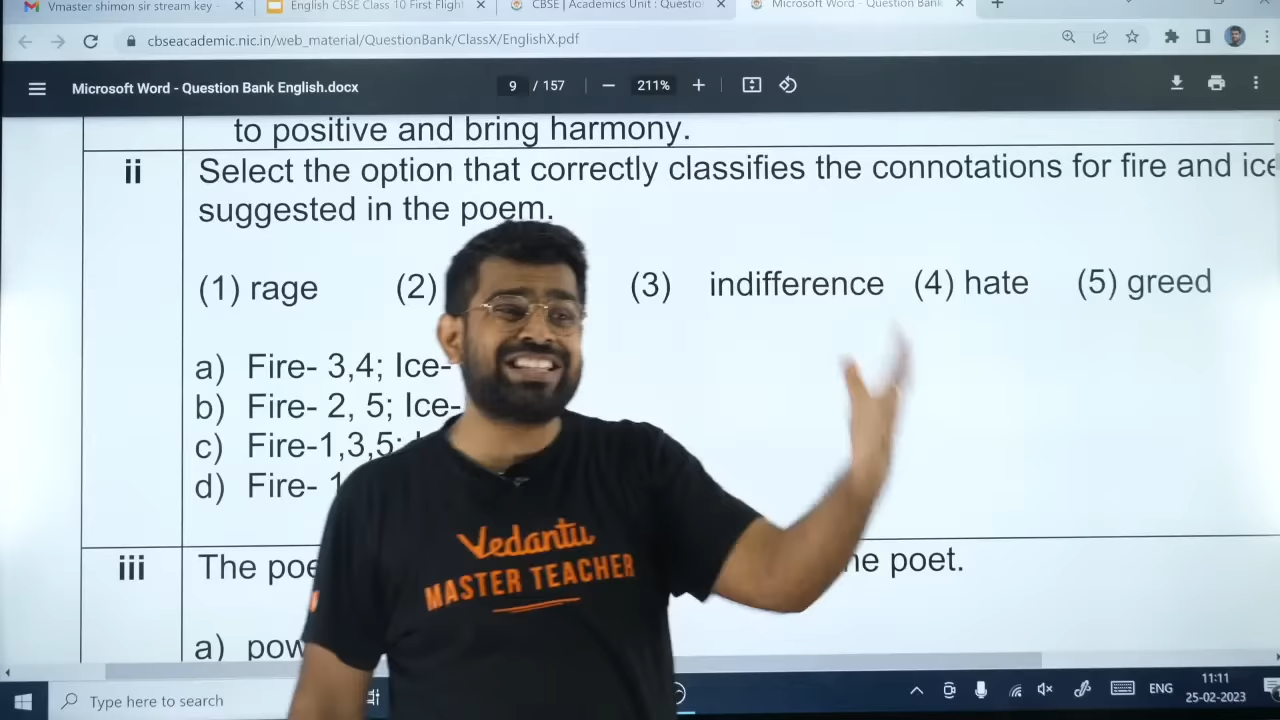 Vmaster shimon sir stream key -
English CBSE Class 10 First Flight
CBSE | Academics Unit : Questio
Microsoft Word - Question Bank
cbseacademic.nic.in/web_material/QuestionBank/ClassX/EnglishX.pdf
Microsoft Word - Question Bank English.docx
9 / 157
211%
to positive and bring harmony.
ii
Select the option that correctly classifies the connotations for fire and ice
suggested in the poem.
(1) rage (2) (3) indifference (4) hate (5) greed
a) Fire- 3,4; Ice-
b) Fire- 2, 5; Ice-
c) Fire-1,3,5;
d) Fire- 1
iii
The poe he poet.
a) pow
Vedantu
MASTER TEACHER
Type here to search
ENG
11:11
25-02-2023